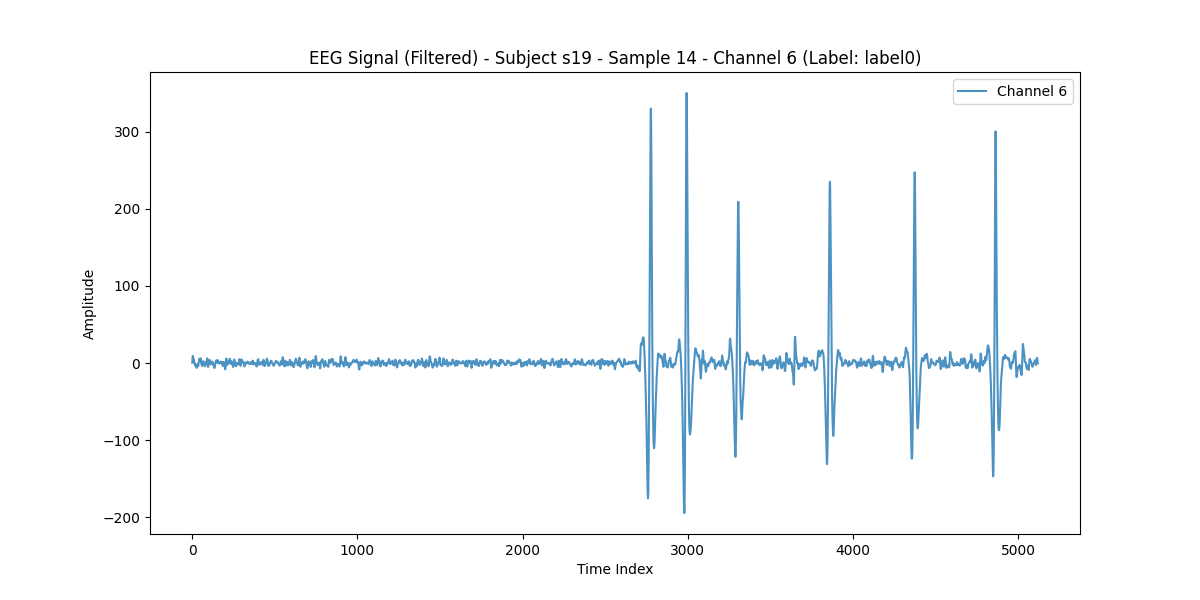 EEG Signal (Filtered) - Subject s19 - Sample 14 - Channel 6 (Label: label0)
Channel 6
300
200
100
0
−100
−200
Amplitude
0 1000 2000 3000 4000 5000
Time Index